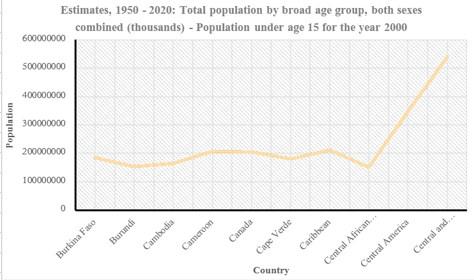 Estimates, 1950 - 2020: Total population by broad age group, both sexes
combined (thousands) - Population under age 15 for the year 2000
600000000
500000000
400000000
300000000
200000000
100000000
0
Population
Burkina Faso
Burundi
Cambodia
Cameroon
Canada
Cape Verde
Caribbean
Central African...
Central America
Central and...
Country